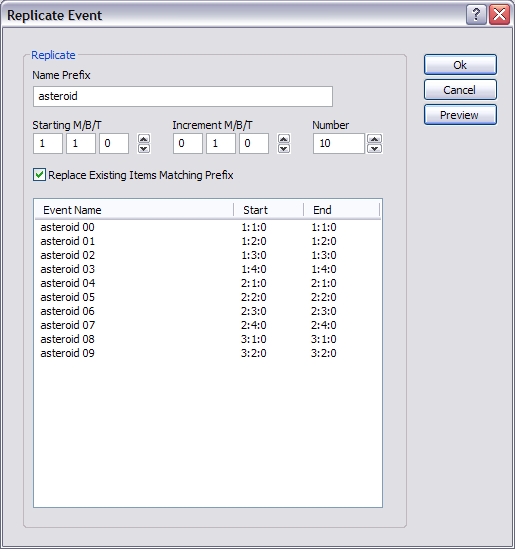 Replicate Event
Replicate
Name Prefix
asteroid
Starting M/B/T Increment M/B/T Number
1 1 0 0 1 0 10
Replace Existing Items Matching Prefix
Event Name Start End
asteroid 00 1:1:0 1:1:0
asteroid 01 1:2:0 1:2:0
asteroid 02 1:3:0 1:3:0
asteroid 03 1:4:0 1:4:0
asteroid 04 2:1:0 2:1:0
asteroid 05 2:2:0 2:2:0
asteroid 06 2:3:0 2:3:0
asteroid 07 2:4:0 2:4:0
asteroid 08 3:1:0 3:1:0
asteroid 09 3:2:0 3:2:0
Ok
Cancel
Preview